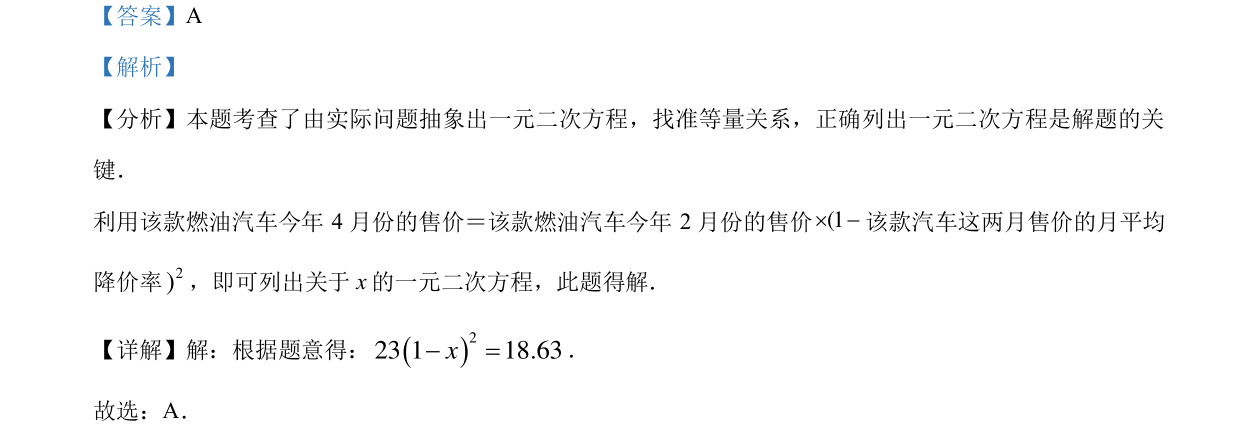 【答案】A
【解析】
【分析】本题考查了由实际问题抽象出一元二次方程，找准等量关系，正确列出一元二次方程是解题的关
键．
利用该款燃油汽车今年 4 月份的售价＝该款燃油汽车今年 2 月份的售价×(1− 该款汽车这两月售价的月平均
降价率)²，即可列出关于 x 的一元二次方程，此题得解．
【详解】解：根据题意得：23(1−x)²=18.63．
故选：A．